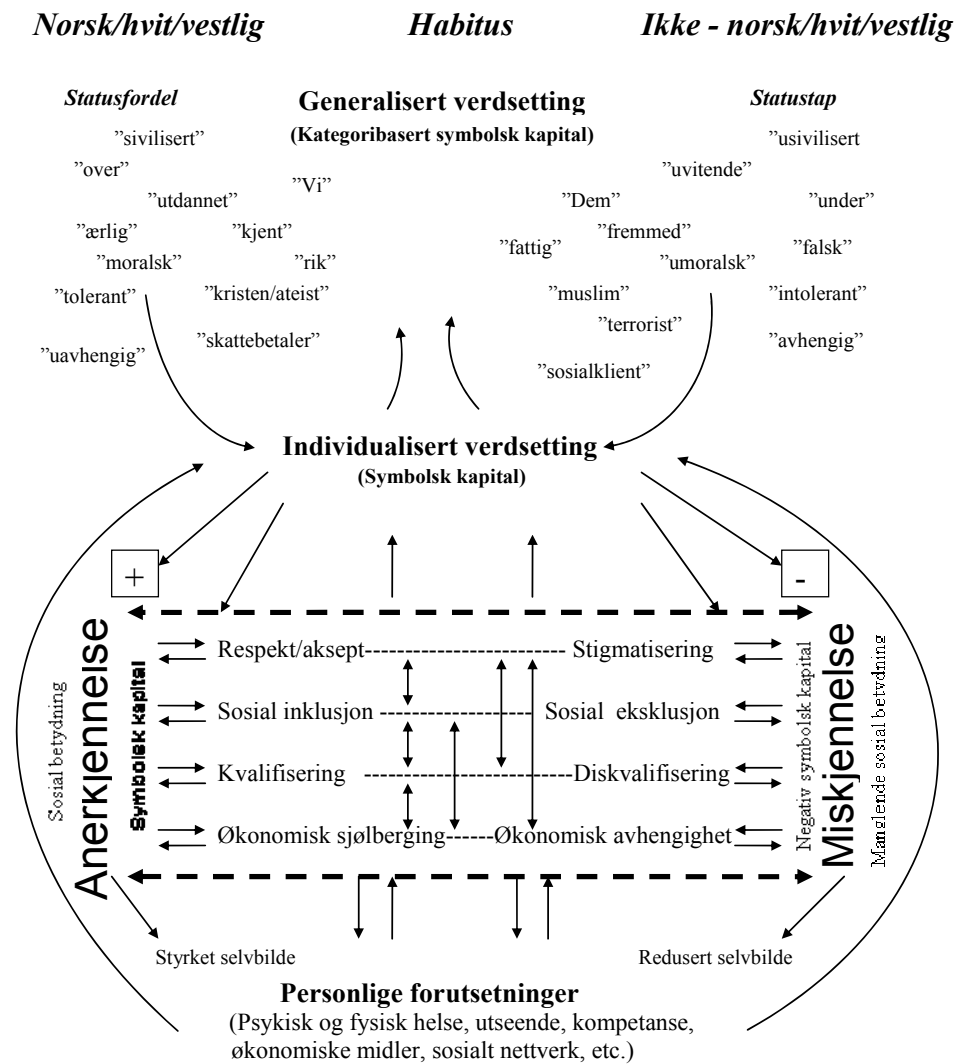 Norsk/hvit/vestlig Habitus Ikke - norsk/hvit/vestlig
Statusfordel Generalisert verdsetting Statustap
(Kategoribasert symbolsk kapital)
”sivilisert” ”usivilisert
”over” ”uvitende”
”Vi”
”utdannet” ”Dem” ”under”
”ærlig” ”kjent” ”fremmed”
”fattig” ”falsk”
”moralsk” ”rik” ”umoralsk”
”tolerant” ”kristen/ateist” ”muslim” ”intolerant”
”terrorist”
”skattebetaler” ”avhengig”
”uavhengig”
”sosialklient”
Individualisert verdsetting
(Symbolsk kapital)
+ -
Sosial betydning
Anerkjennelse
Symbolsk kapital
Respekt/aksept Stigmatisering
Sosial inklusjon Sosial eksklusjon
Kvalifisering Diskvalifisering
Økonomisk sjølberging Økonomisk avhengighet
Negativ symbolsk kapital
Miskjennelse
Manglende sosial betydning
Styrket selvbilde Redusert selvbilde
Personlige forutsetninger
(Psykisk og fysisk helse, utseende, kompetanse,
økonomiske midler, sosialt nettverk, etc.)